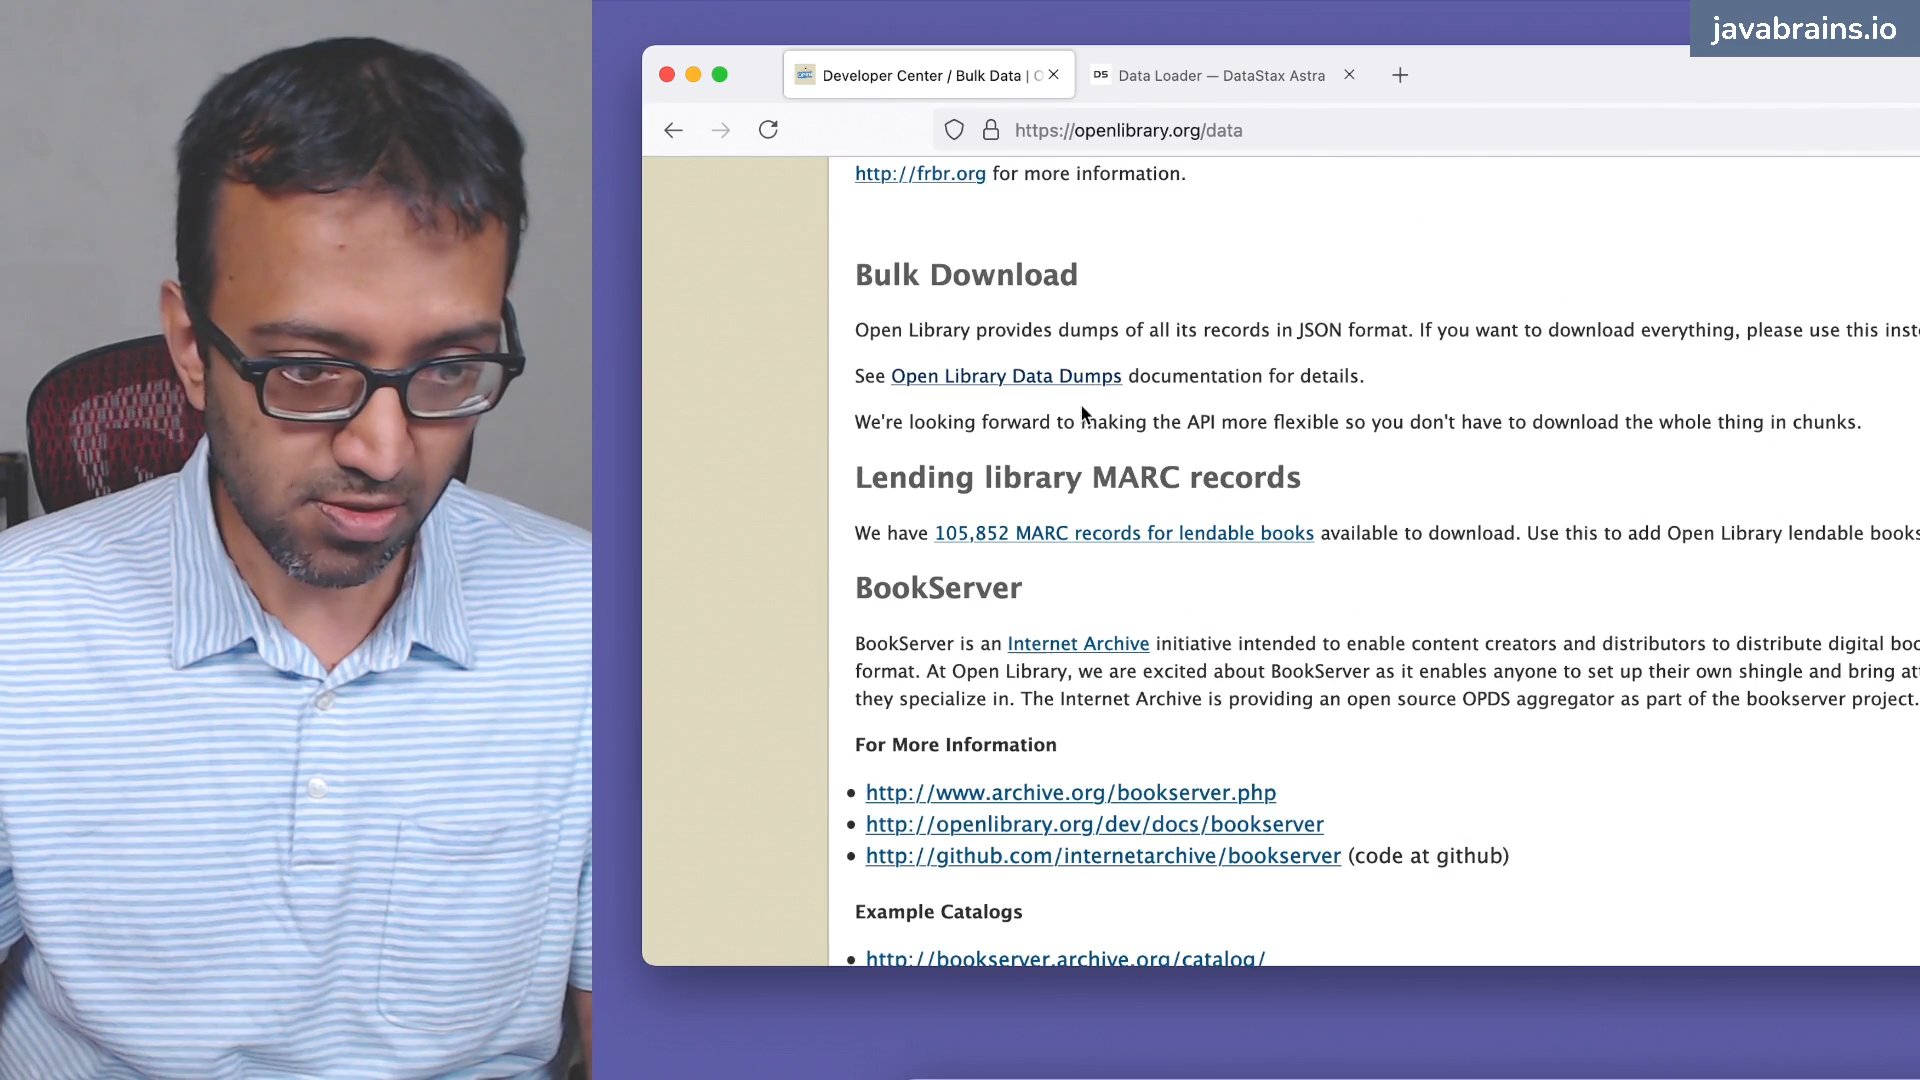 javabrains.io
Developer Center / Bulk Data | O
DS Data Loader — DataStax Astra
https://openlibrary.org/data
http://frbr.org for more information.
Bulk Download
Open Library provides dumps of all its records in JSON format. If you want to download everything, please use this
See Open Library Data Dumps documentation for details.
We're looking forward to making the API more flexible so you don't have to download the whole thing in chunks.
Lending library MARC records
We have 105,852 MARC records for lendable books available to download. Use this to add Open Library lendable books
BookServer
BookServer is an Internet Archive initiative intended to enable content creators and distributors to distribute digital
format. At Open Library, we are excited about BookServer as it enables anyone to set up their own shingle and bring
they specialize in. The Internet Archive is providing an open source OPDS aggregator as part of the bookserver project.
For More Information
• http://www.archive.org/bookserver.php
• http://openlibrary.org/dev/docs/bookserver
• http://github.com/internetarchive/bookserver (code at github)
Example Catalogs
• http://bookserver.archive.org/catalog/